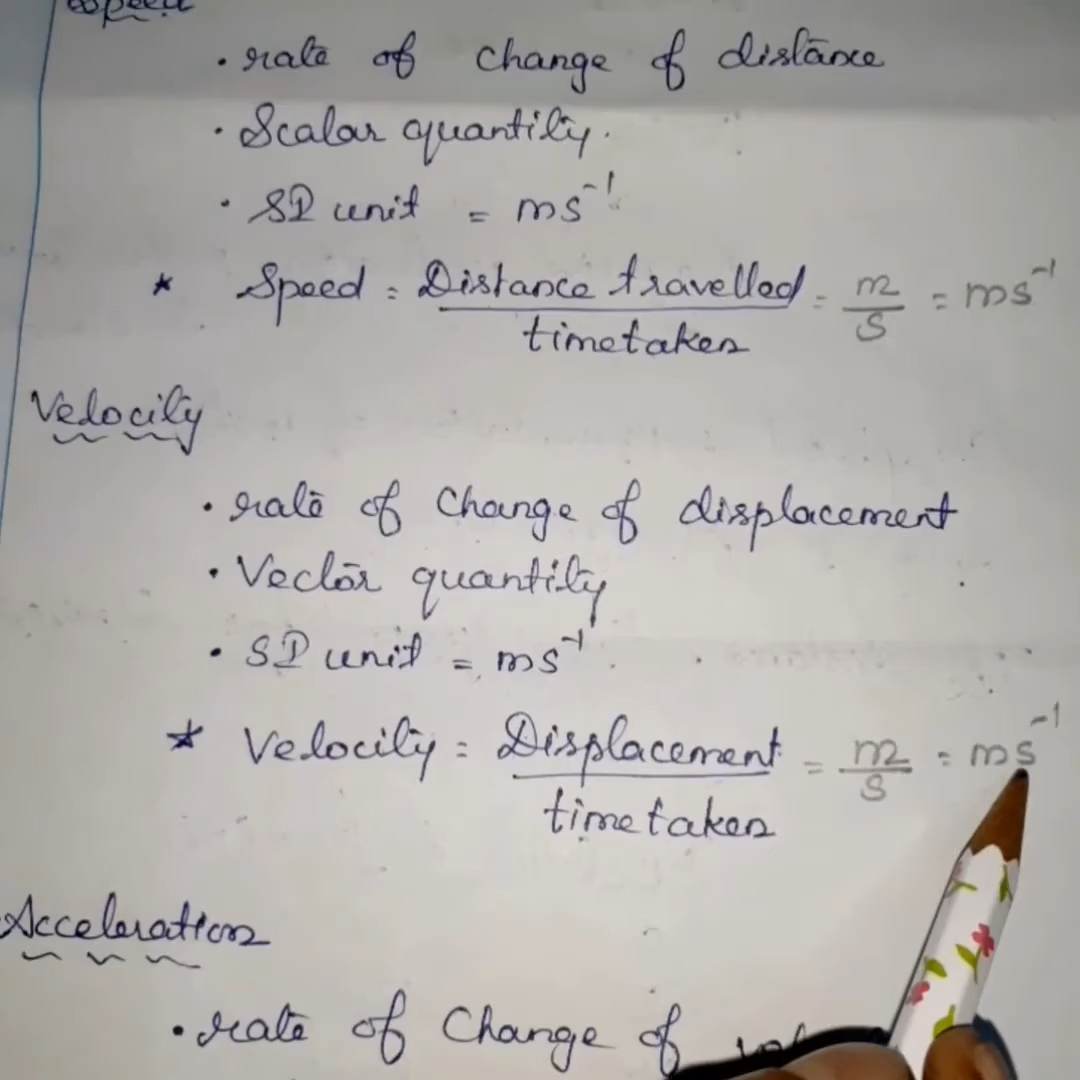 Speed
· rate of change of distance
· Scalar quantity.
· SI unit = ms⁻¹
* Speed = Distance travelled / time taken = m/s = ms⁻¹
Velocity
· rate of change of displacement
· Vector quantity
· SI unit = ms⁻¹.
* Velocity = Displacement / time taken = m/s = ms⁻¹
Acceleration
· rate of change of